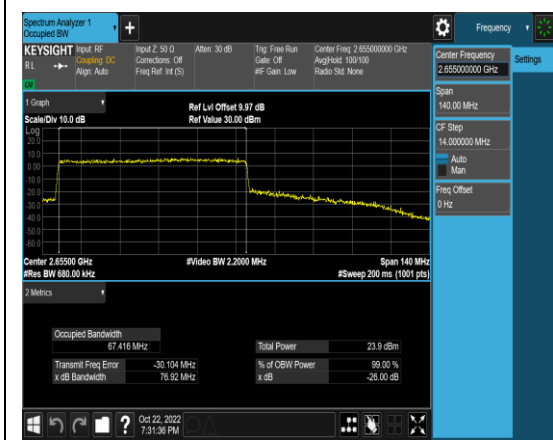 Spectrum Analyzer 1
Occupied BW
Frequency
KEYSIGHT
RL
Input: RF
Coupling: DC
Align: Auto
Input Z: 50 Ω
Corrections: Off
Freq Ref: Int (S)
Atten: 30 dB
Trig: Free Run
Gate: Off
#IF Gain: Low
Center Freq: 2.655000000 GHz
Avg|Hold: 100/100
Radio Std: None
Center Frequency
2.655000000 GHz
Settings
Span
140.00 MHz
CF Step
14.000000 MHz
Auto
Man
Freq Offset
0 Hz
1 Graph
Scale/Div 10.0 dB
Ref Lvl Offset 9.97 dB
Ref Value 30.00 dBm
Log
20.0
10.0
0.00
-10.0
-20.0
-30.0
-40.0
-50.0
-60.0
Center 2.65500 GHz
#Res BW 680.00 kHz
#Video BW 2.2000 MHz
Span 140 MHz
#Sweep 200 ms (1001 pts)
2 Metrics
Occupied Bandwidth
67.416 MHz
Total Power
23.9 dBm
Transmit Freq Error
-30.104 MHz
% of OBW Power
99.00 %
x dB Bandwidth
76.92 MHz
x dB
-26.00 dB
?
Oct 22, 2022
7:31:36 PM